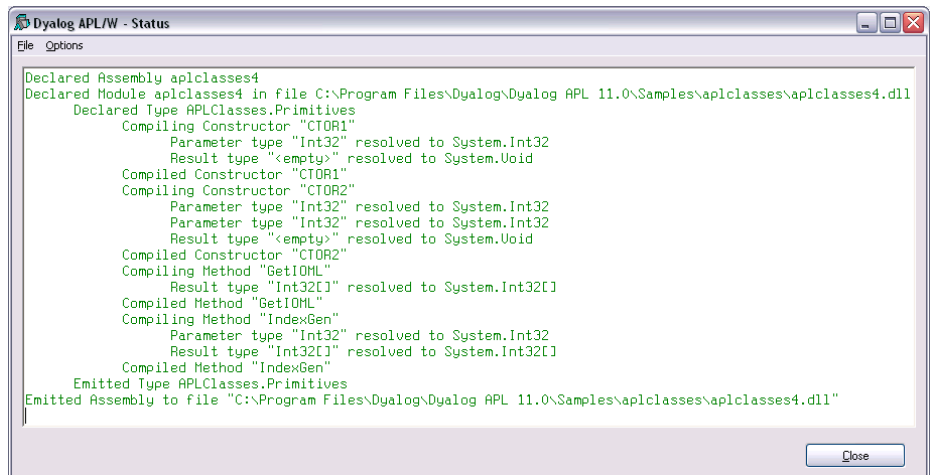 Dyalog APL/W - Status
File Options
Declared Assembly aplclasses4
Declared Module aplclasses4 in file C:\Program Files\Dyalog\Dyalog APL 11.0\Samples\aplclasses\aplclasses4.dll
Declared Type APLClasses.Primitives
Compiling Constructor "CTOR1"
Parameter type "Int32" resolved to System.Int32
Result type "<empty>" resolved to System.Void
Compiled Constructor "CTOR1"
Compiling Constructor "CTOR2"
Parameter type "Int32" resolved to System.Int32
Parameter type "Int32" resolved to System.Int32
Result type "<empty>" resolved to System.Void
Compiled Constructor "CTOR2"
Compiling Method "GetIOML"
Result type "Int32[]" resolved to System.Int32[]
Compiled Method "GetIOML"
Compiling Method "IndexGen"
Parameter type "Int32" resolved to System.Int32
Result type "Int32[]" resolved to System.Int32[]
Compiled Method "IndexGen"
Emitted Type APLClasses.Primitives
Emitted Assembly to file "C:\Program Files\Dyalog\Dyalog APL 11.0\Samples\aplclasses\aplclasses4.dll"
Close